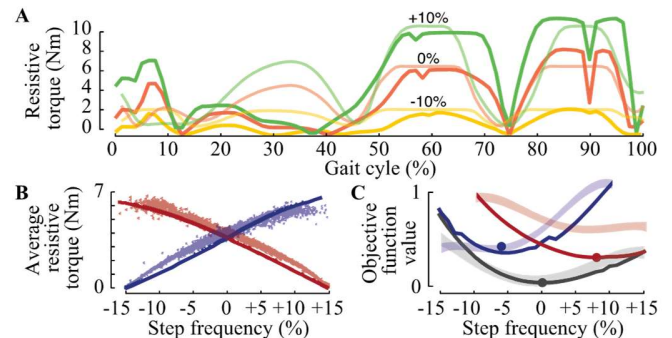 A
Resistive
torque (Nm)
10
8
6
4
2
0
+10%
0%
-10%
0 10 20 30 40 50 60 70 80 90 100
Gait cyle (%)
B
Average
resistive
torque (Nm)
7
0
-15 -10 -5 0 +5 +10 +15
Step frequency (%)
C
Objective
function
value
1
0
-15 -10 -5 0 +5 +10 +15
Step frequency (%)